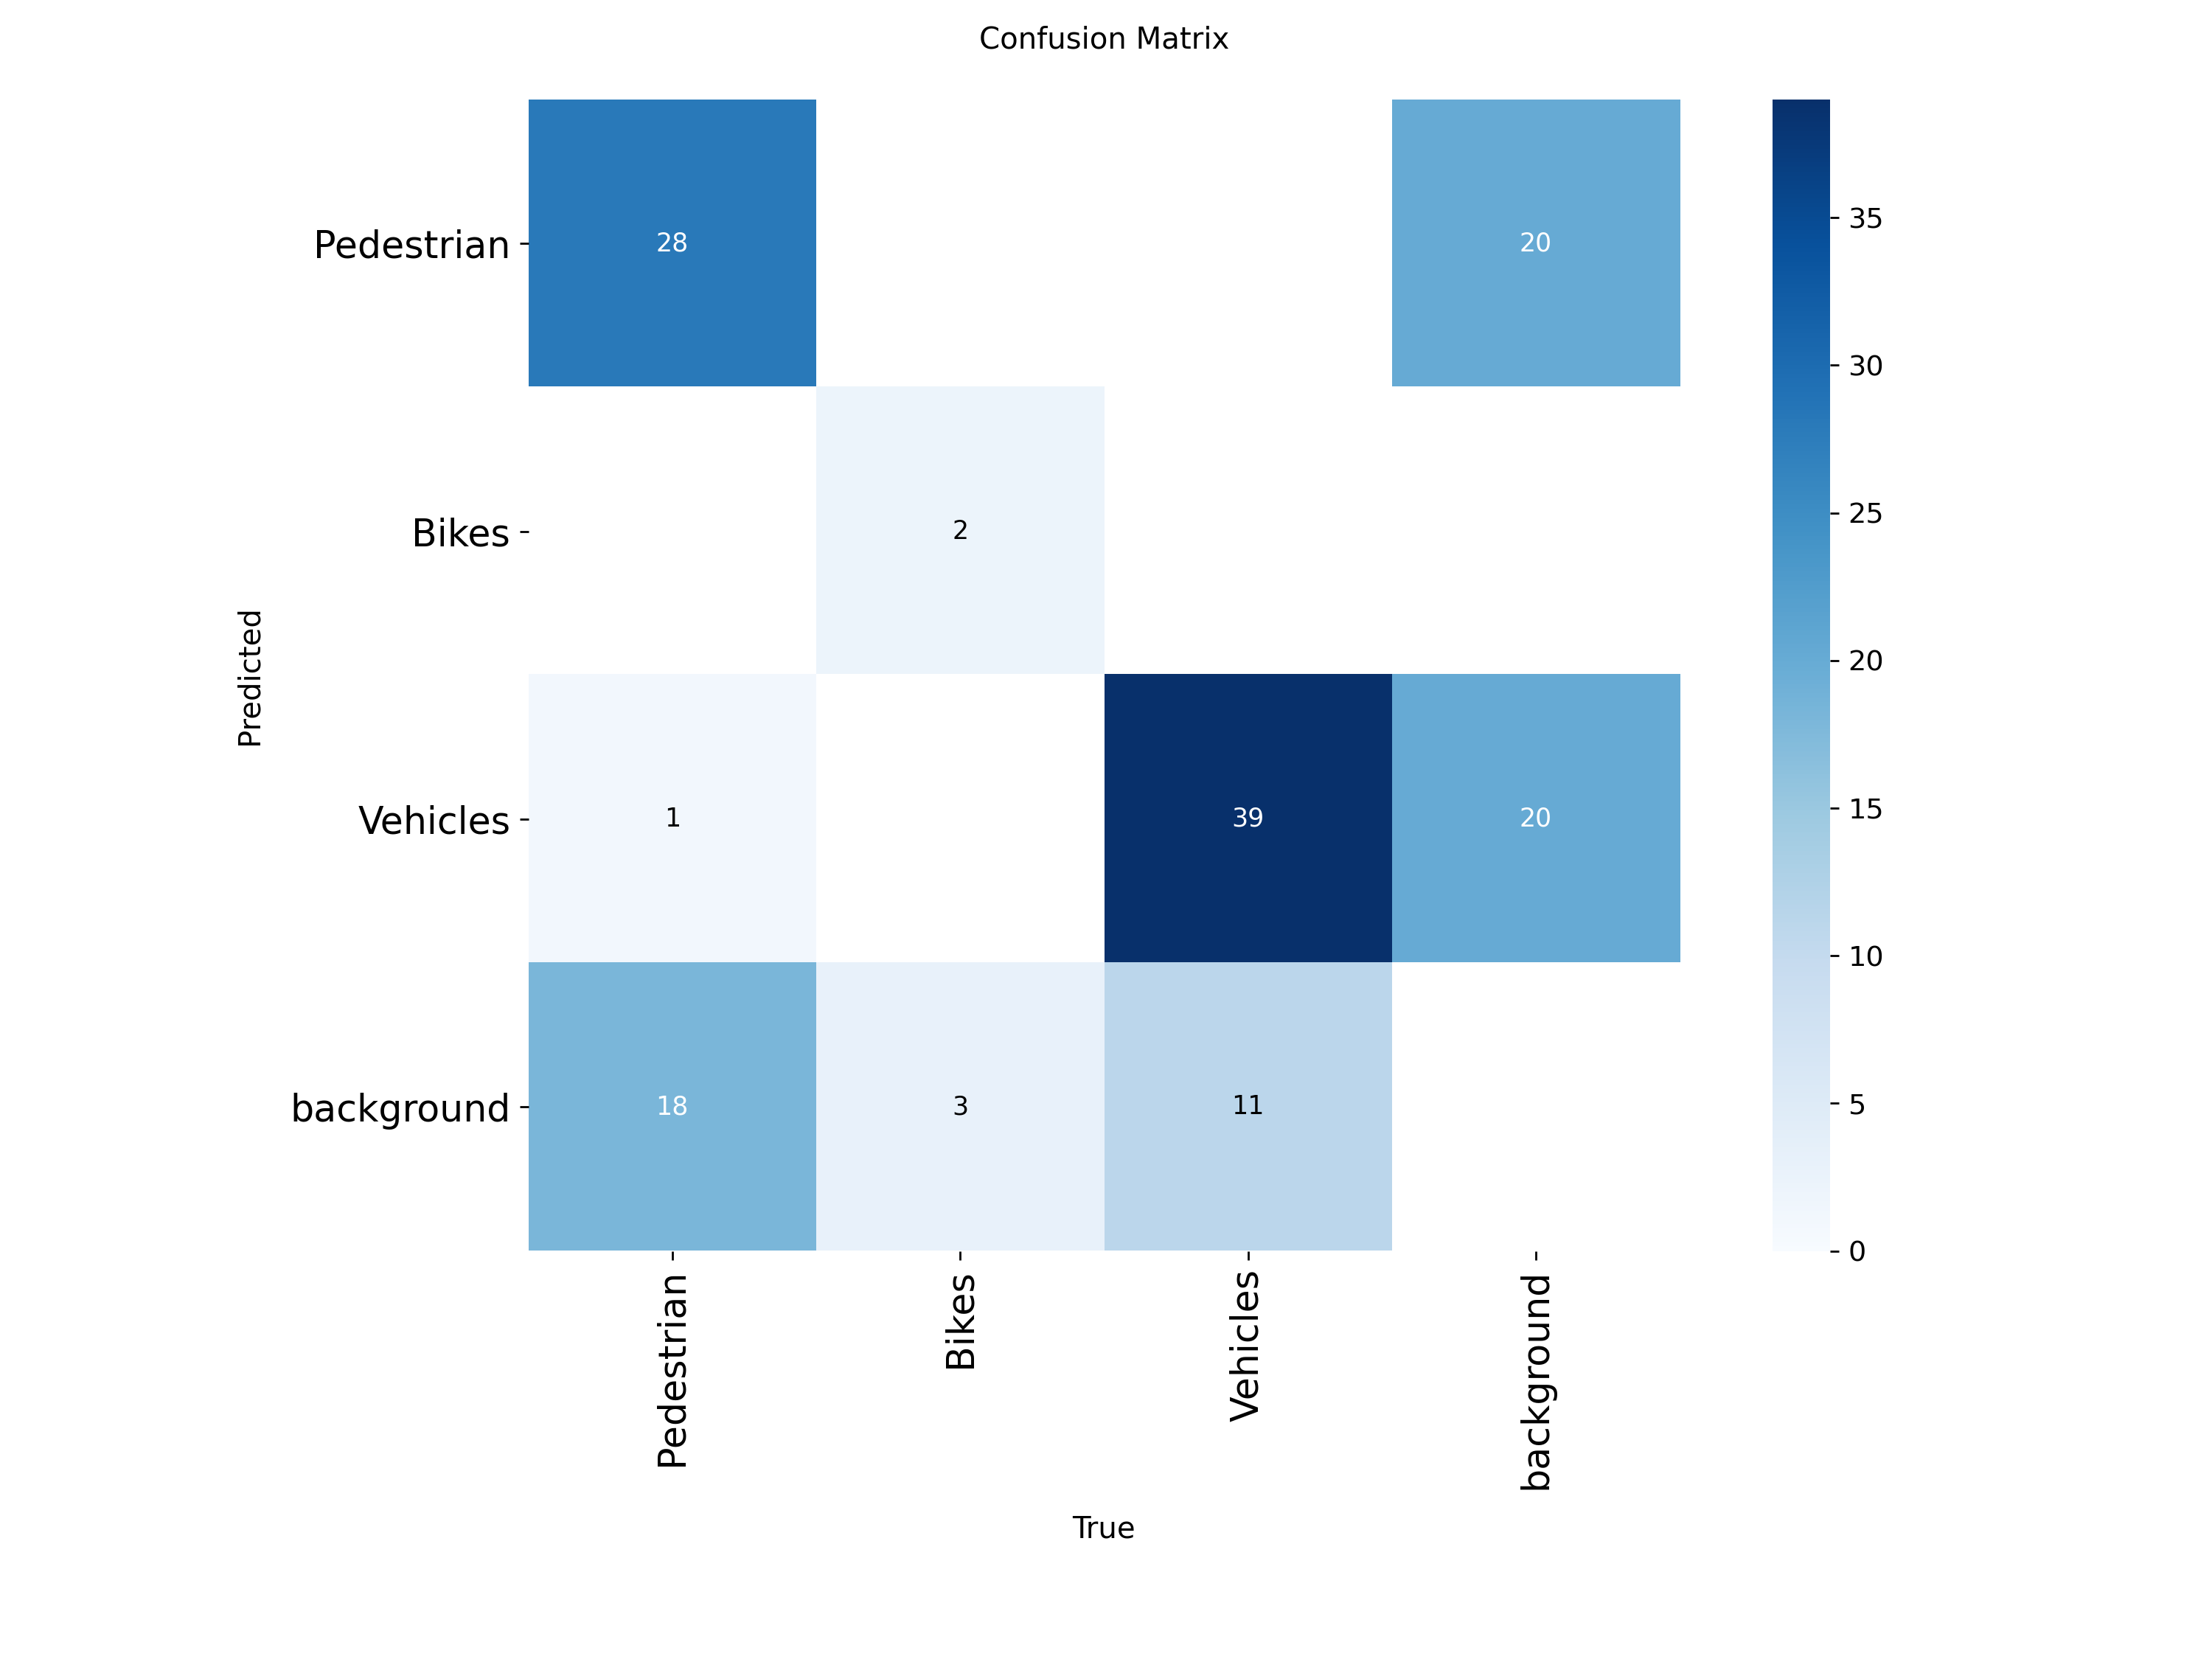 Confusion Matrix
Pedestrian
28
20
35
30
Bikes
2
25
20
Predicted
Vehicles
1
39
20
15
10
background
18
3
11
5
0
Pedestrian
Bikes
Vehicles
background
True